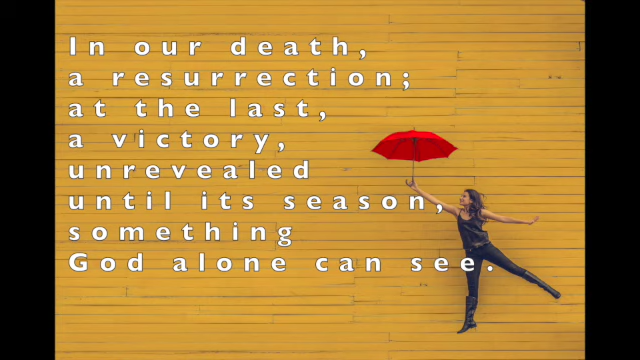 In our death,
a resurrection;
at the last,
a victory,
unrevealed
until its season,
something
God alone can see.